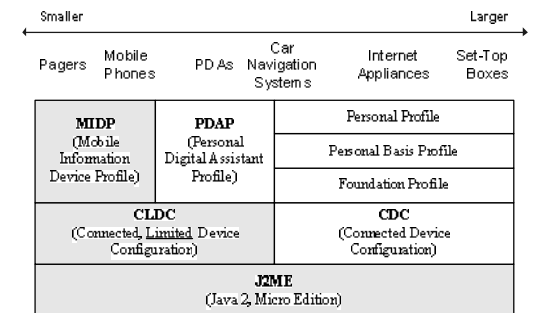 Smaller Larger
Pagers
Mobile
Phones
PDAs
Car
Navigation
Systems
Internet
Appliances
Set-Top
Boxes
MIDP
(Mobile
Information
Device Profile)
PDAP
(Personal
Digital Assistant
Profile)
Personal Profile
Personal Basis Profile
Foundation Profile
CLDC
(Connected, Limited Device
Configuration)
CDC
(Connected Device
Configuration)
J2ME
(Java 2, Micro Edition)